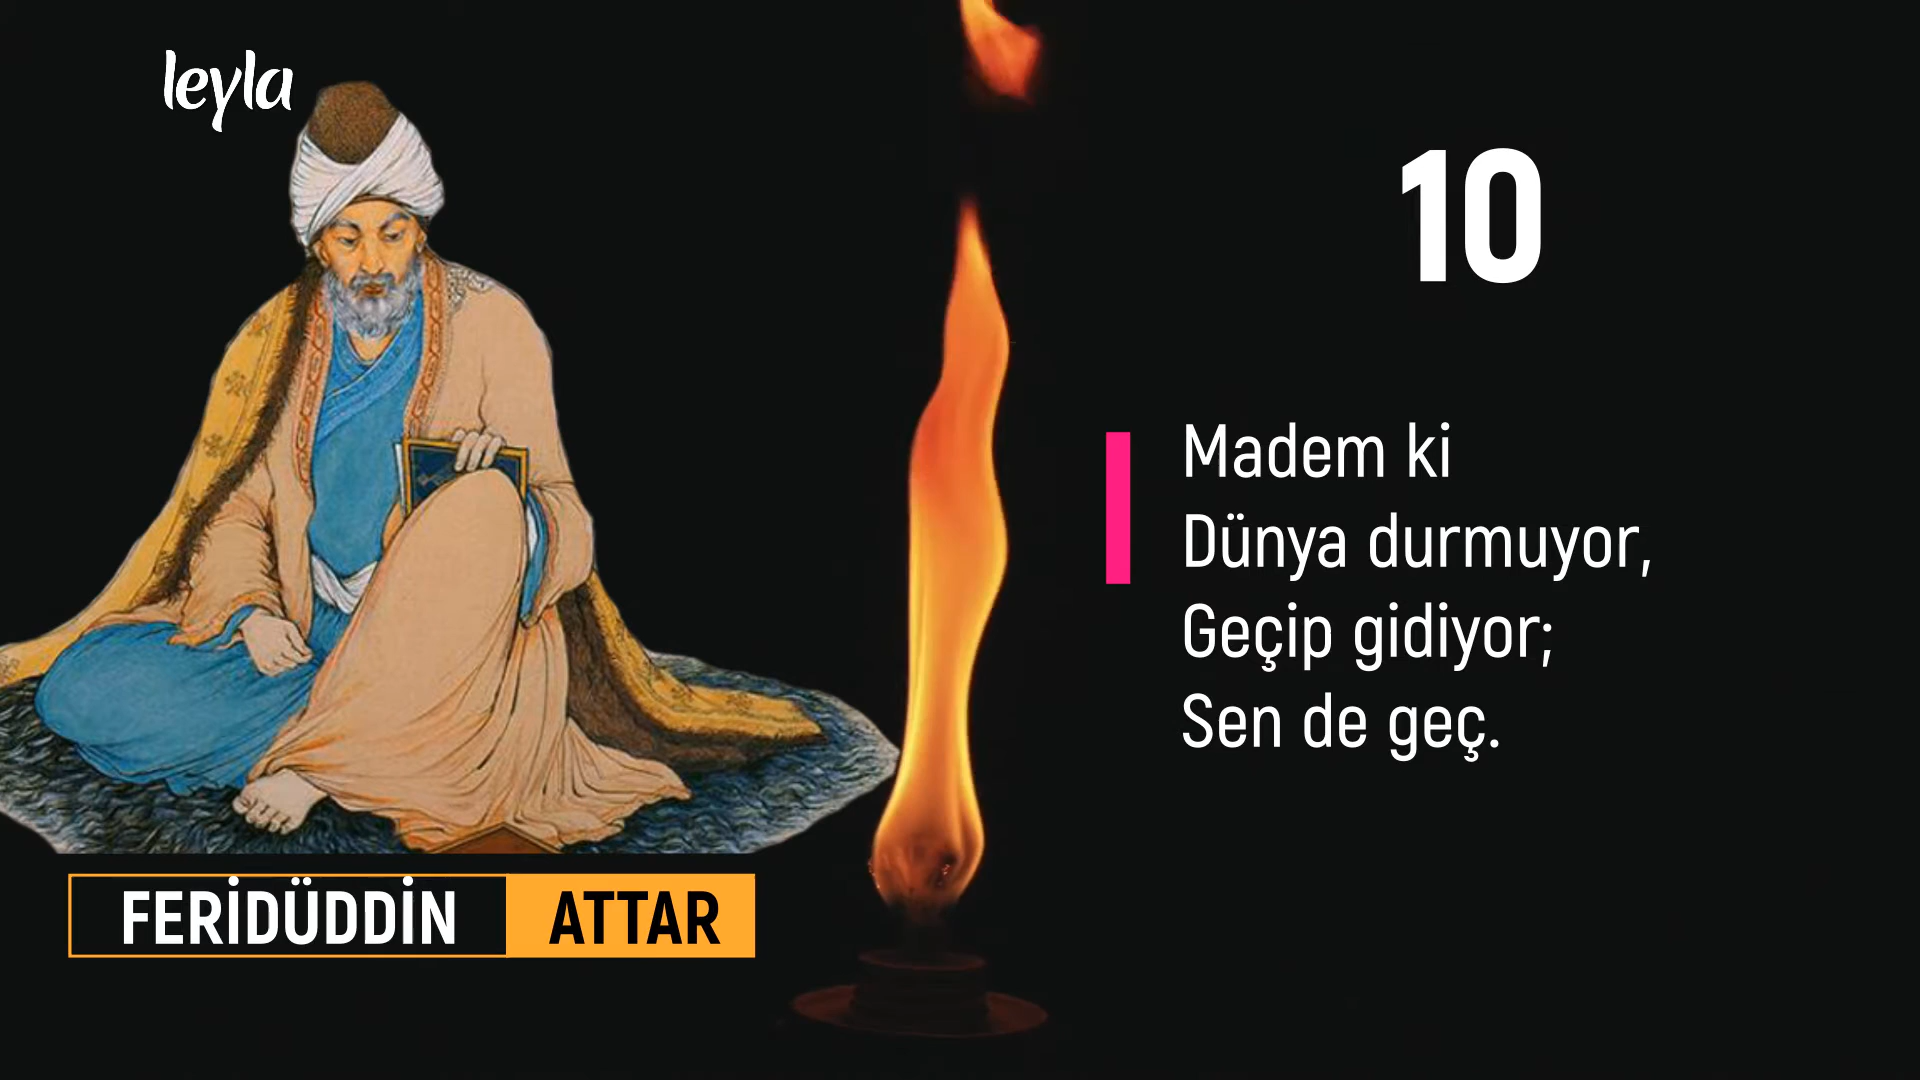 leyla
10
Madem ki
Dünya durmuyor,
Geçip gidiyor;
Sen de geç.
FERİDÜDDİN ATTAR